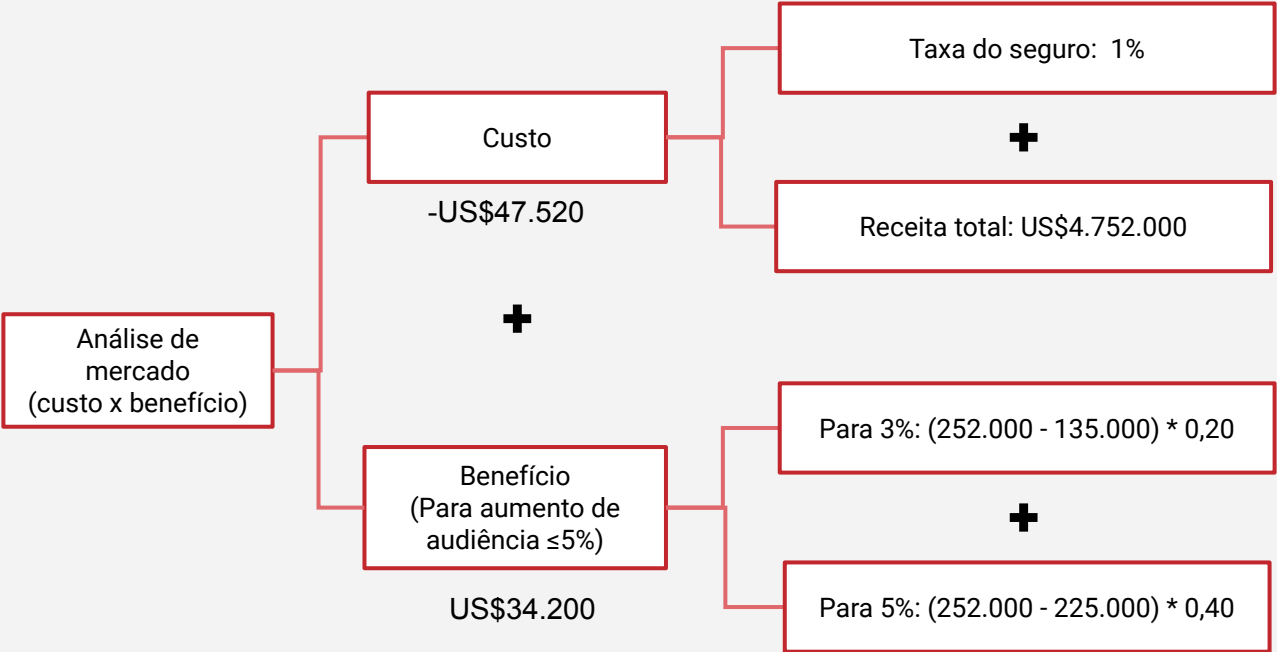 Taxa do seguro: 1%
Custo
-US$47.520
+
Receita total: US$4.752.000
+
Análise de
mercado
(custo x benefício)
Para 3%: (252.000 - 135.000) * 0,20
Benefício
(Para aumento de
audiência ≤5%)
US$34.200
+
Para 5%: (252.000 - 225.000) * 0,40